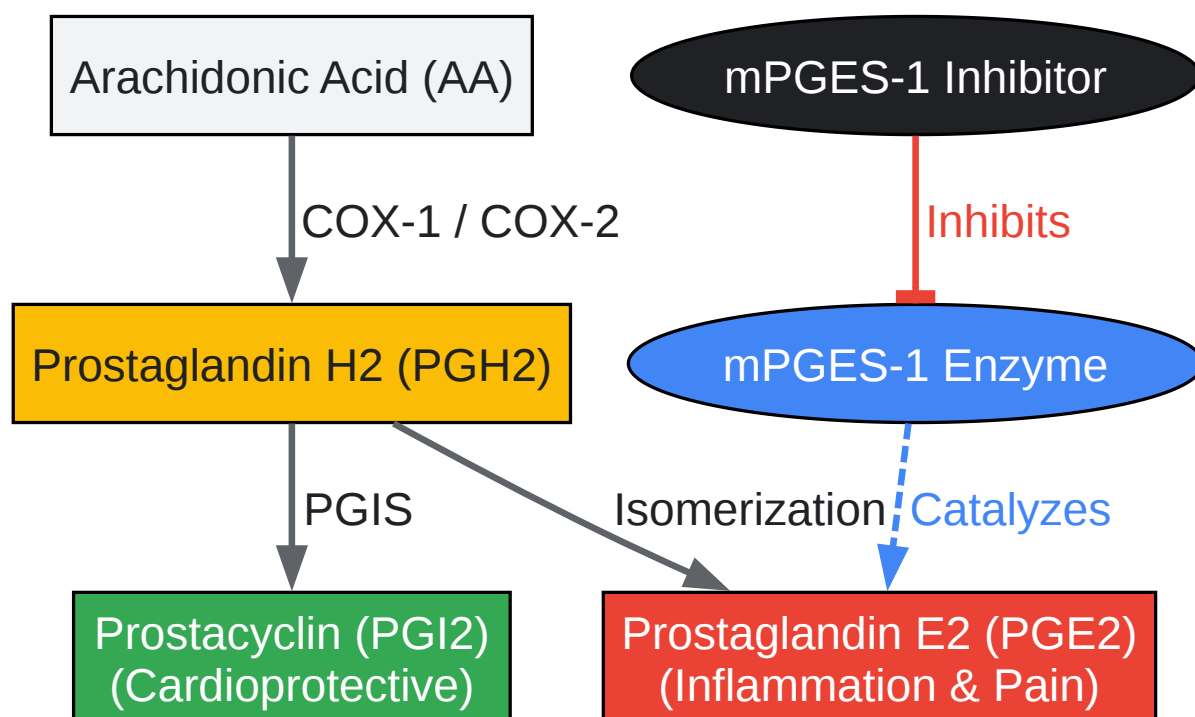 Arachidonic Acid (AA)
mPGES-1 Inhibitor
COX-1 / COX-2
Inhibits
Prostaglandin H2 (PGH2)
mPGES-1 Enzyme
PGIS
Isomerization
Catalyzes
Prostacyclin (PGI2)
(Cardioprotective)
Prostaglandin E2 (PGE2)
(Inflammation & Pain)